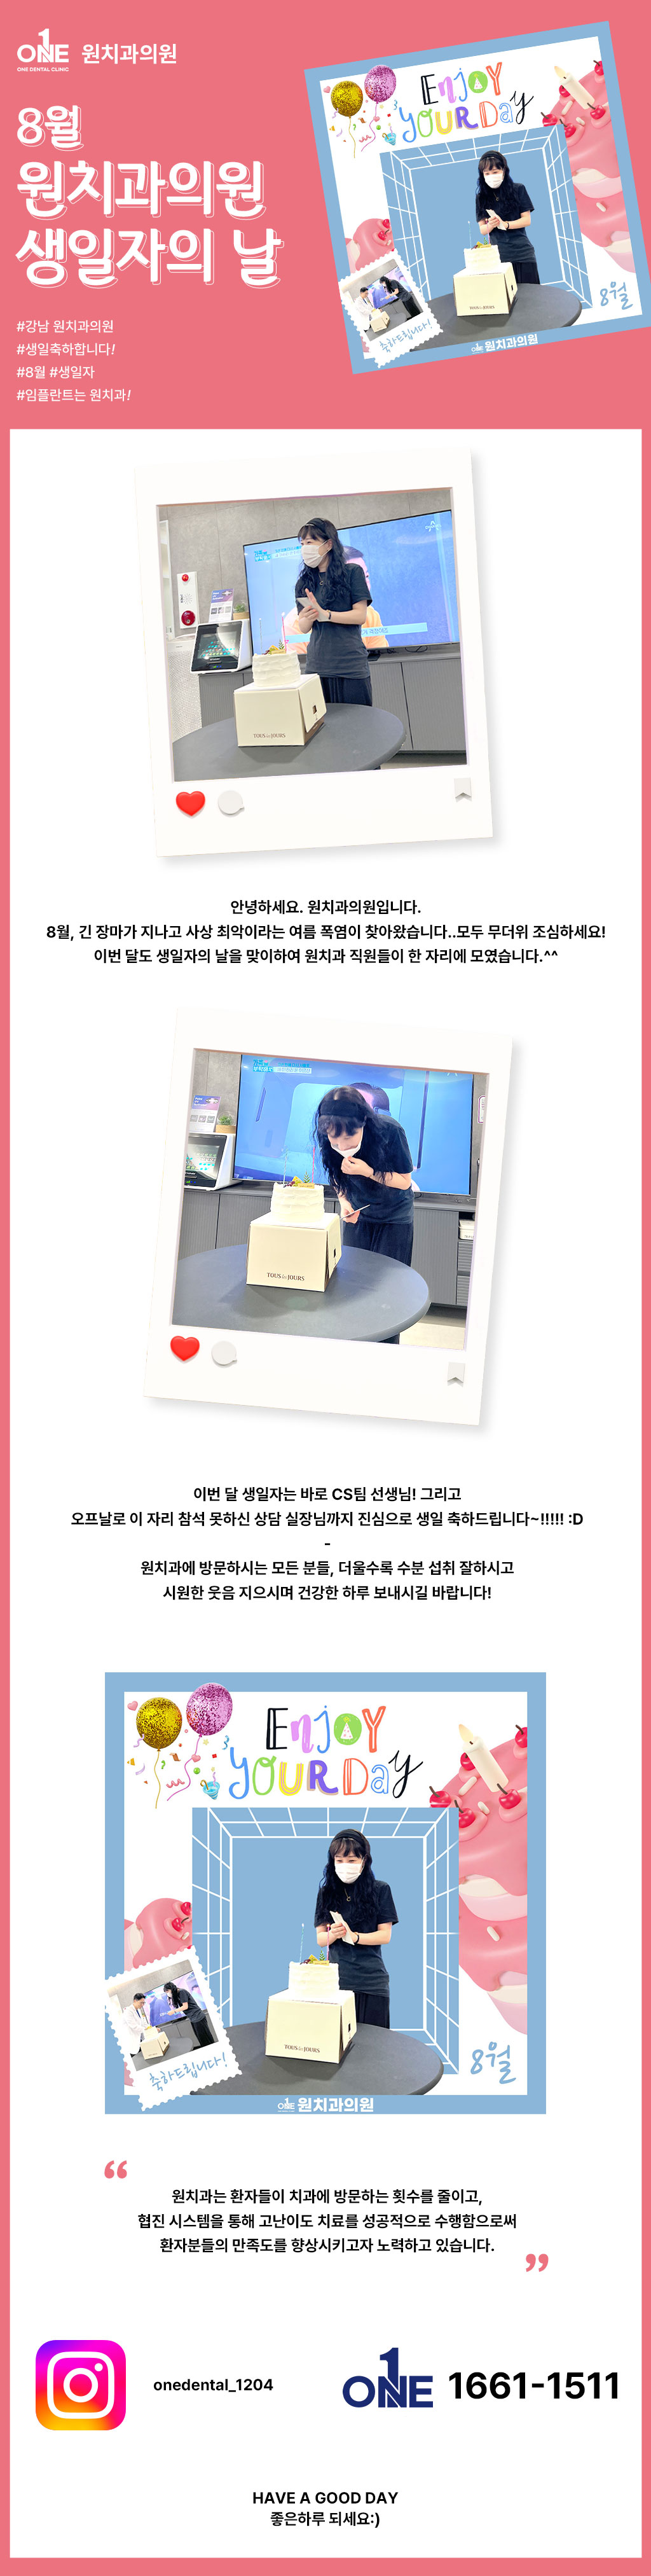 ONE
ONE DENTAL CLINIC
원치과의원
8월
원치과의원
생일자의 날
#강남 원치과의원
#생일축하합니다!
#8월 #생일자
#임플란트는 원치과!
ENJOY
YOUR Day
8월
축하드립니다!
ONE 원치과의원
TOUS les JOURS
안녕하세요. 원치과의원입니다.
8월, 긴 장마가 지나고 사상 최악이라는 여름 폭염이 찾아왔습니다..모두 무더위 조심하세요!
이번 달도 생일자의 날을 맞이하여 원치과 직원들이 한 자리에 모였습니다.^^
TOUS les JOURS
이번 달 생일자는 바로 CS팀 선생님! 그리고
오프날로 이 자리 참석 못하신 상담 실장님까지 진심으로 생일 축하드립니다~!!!!! :D
-
원치과에 방문하시는 모든 분들, 더울수록 수분 섭취 잘하시고
시원한 웃음 지으시며 건강한 하루 보내시길 바랍니다!
ENJOY
YOUR Day
TOUS les JOURS
8월
축하드립니다!
ONE 원치과의원
“
원치과는 환자들이 치과에 방문하는 횟수를 줄이고,
협진 시스템을 통해 고난이도 치료를 성공적으로 수행함으로써
환자분들의 만족도를 향상시키고자 노력하고 있습니다.
”
onedental_1204
ONE 1661-1511
HAVE A GOOD DAY
좋은하루 되세요:)